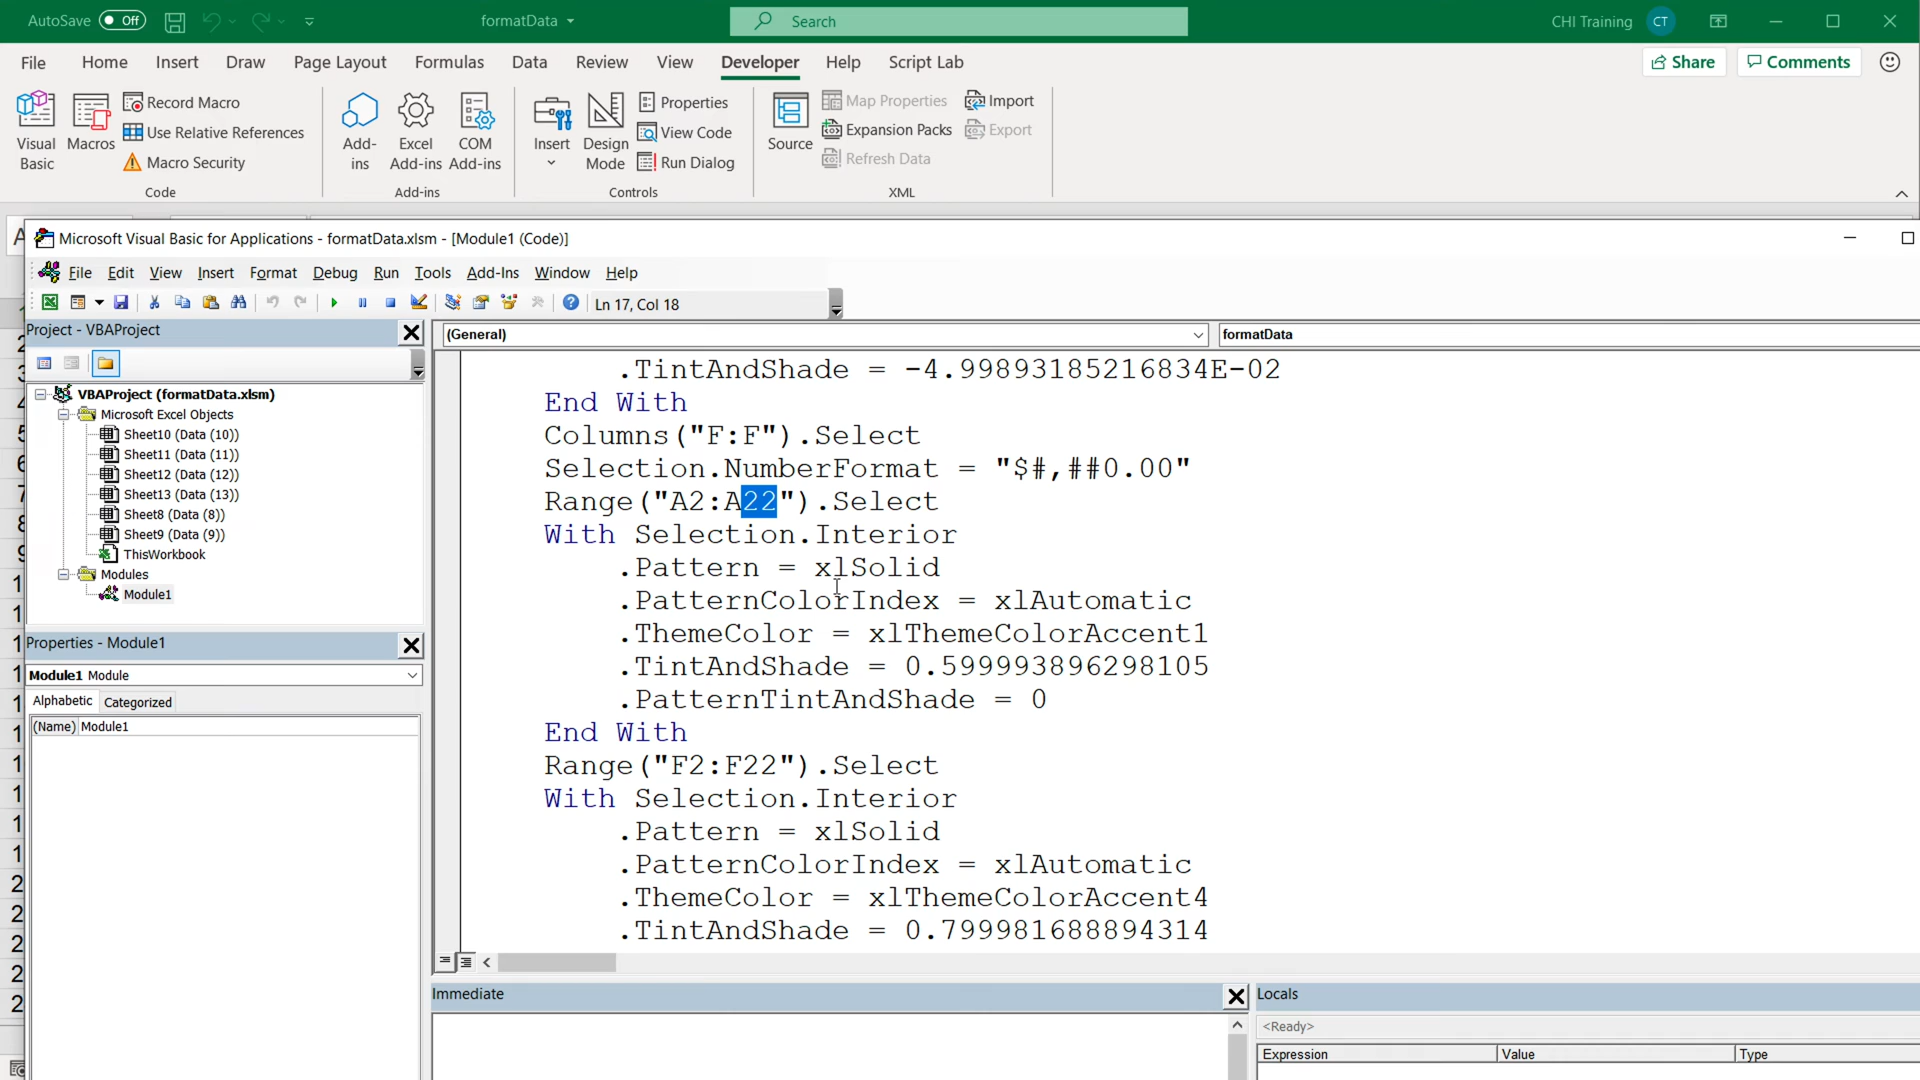 AutoSave Off formatData Search CHI Training CT
File Home Insert Draw Page Layout Formulas Data Review View Developer Help Script Lab Share Comments
Visual Basic
Macros
Record Macro
Use Relative References
Macro Security
Code
Add-ins
Excel Add-ins
COM Add-ins
Add-ins
Insert
Design Mode
Properties
View Code
Run Dialog
Controls
Source
Map Properties
Expansion Packs
Refresh Data
Import
Export
XML
Microsoft Visual Basic for Applications - formatData.xlsm - [Module1 (Code)]
File Edit View Insert Format Debug Run Tools Add-Ins Window Help
Ln 17, Col 18
Project - VBAProject
VBAProject (formatData.xlsm)
Microsoft Excel Objects
Sheet10 (Data (10))
Sheet11 (Data (11))
Sheet12 (Data (12))
Sheet13 (Data (13))
Sheet8 (Data (8))
Sheet9 (Data (9))
ThisWorkbook
Modules
Module1
Properties - Module1
Module1 Module
Alphabetic Categorized
(Name) Module1
(General) formatData
.TintAndShade = -4.99893185216834E-02
End With
Columns("F:F").Select
Selection.NumberFormat = "$#,##0.00"
Range("A2:A22").Select
With Selection.Interior
.Pattern = xlSolid
.PatternColorIndex = xlAutomatic
.ThemeColor = xlThemeColorAccent1
.TintAndShade = 0.599993896298105
.PatternTintAndShade = 0
End With
Range("F2:F22").Select
With Selection.Interior
.Pattern = xlSolid
.PatternColorIndex = xlAutomatic
.ThemeColor = xlThemeColorAccent4
.TintAndShade = 0.799981688894314
Immediate
Locals
<Ready>
Expression Value Type